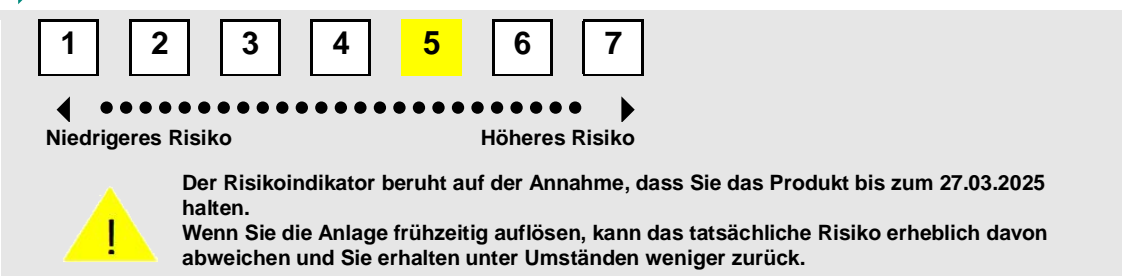 1 2 3 4 5 6 7
Niedrigeres Risiko Höheres Risiko
Der Risikoindikator beruht auf der Annahme, dass Sie das Produkt bis zum 27.03.2025
halten.
!
Wenn Sie die Anlage frühzeitig auflösen, kann das tatsächliche Risiko erheblich davon
abweichen und Sie erhalten unter Umständen weniger zurück.